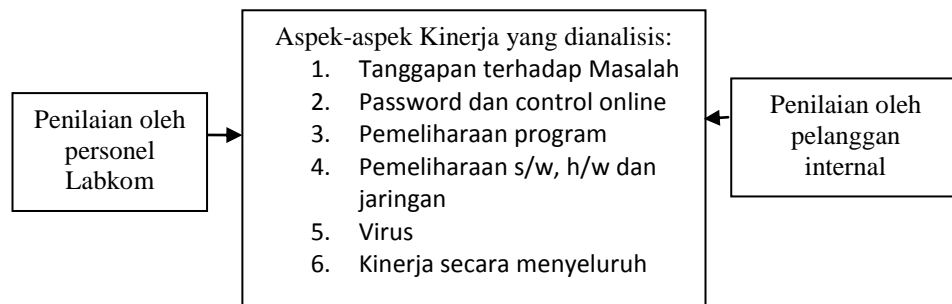 Penilaian oleh
personel
Labkom
Aspek-aspek Kinerja yang dianalisis:
1. Tanggapan terhadap Masalah
2. Password dan control online
3. Pemeliharaan program
4. Pemeliharaan s/w, h/w dan
jaringan
5. Virus
6. Kinerja secara menyeluruh
Penilaian oleh
pelanggan
internal